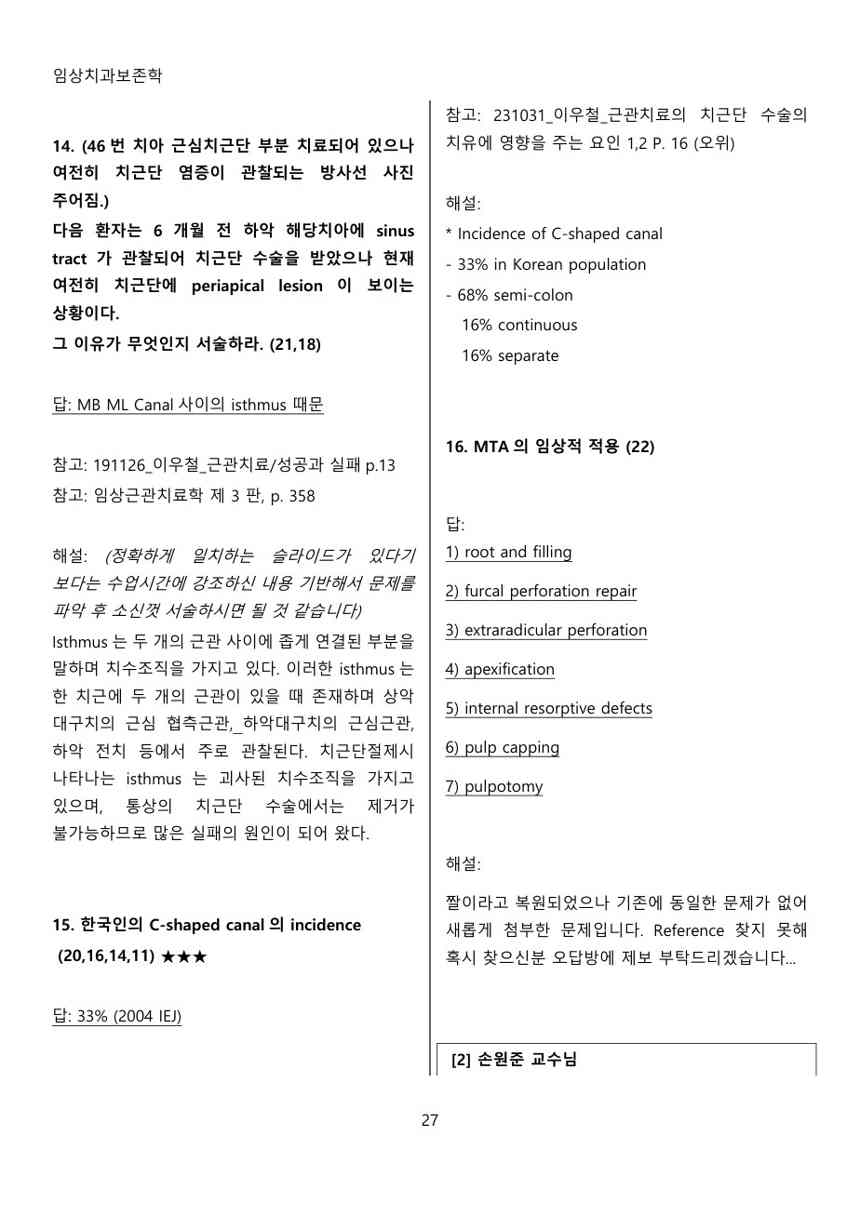 임상치과보존학
14. (46 번 치아 근심치근단 부분 치료되어 있으나
여전히 치근단 염증이 관찰되는 방사선 사진
주어짐.)
다음 환자는 6 개월 전 하악 해당치아에 sinus
tract 가 관찰되어 치근단 수술을 받았으나 현재
여전히 치근단에 periapical lesion 이 보이는
상황이다.
그 이유가 무엇인지 서술하라. (21,18)
답: MB ML Canal 사이의 isthmus 때문
참고: 191126_이우철_근관치료/성공과 실패 p.13
참고: 임상근관치료학 제 3 판, p. 358
해설: (정확하게 일치하는 슬라이드가 있다기
보다는 수업시간에 강조하신 내용 기반해서 문제를
파악 후 소신껏 서술하시면 될 것 같습니다)
Isthmus 는 두 개의 근관 사이에 좁게 연결된 부분을
말하며 치수조직을 가지고 있다. 이러한 isthmus 는
한 치근에 두 개의 근관이 있을 때 존재하며 상악
대구치의 근심 협측근관,_하악대구치의 근심근관,
하악 전치 등에서 주로 관찰된다. 치근단절제시
나타나는 isthmus 는 괴사된 치수조직을 가지고
있으며, 통상의 치근단 수술에서는 제거가
불가능하므로 많은 실패의 원인이 되어 왔다.
15. 한국인의 C-shaped canal 의 incidence
(20,16,14,11) ★★★
답: 33% (2004 IEJ)
참고: 231031_이우철_근관치료의 치근단 수술의
치유에 영향을 주는 요인 1,2 P. 16 (오위)
해설:
* Incidence of C-shaped canal
- 33% in Korean population
- 68% semi-colon
16% continuous
16% separate
16. MTA 의 임상적 적용 (22)
답:
1) root and filling
2) furcal perforation repair
3) extraradicular perforation
4) apexification
5) internal resorptive defects
6) pulp capping
7) pulpotomy
해설:
짤이라고 복원되었으나 기존에 동일한 문제가 없어
새롭게 첨부한 문제입니다. Reference 찾지 못해
혹시 찾으신분 오답방에 제보 부탁드리겠습니다...
[2] 손원준 교수님
27